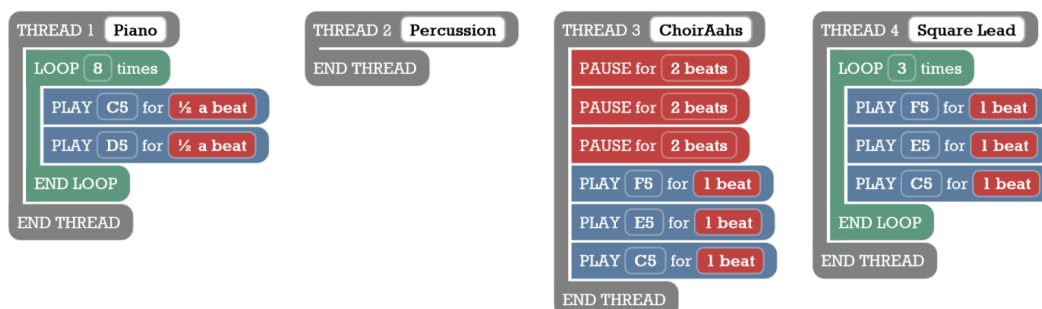 THREAD 1 Piano
LOOP 8 times
PLAY C5 for ½ a beat
PLAY D5 for ½ a beat
END LOOP
END THREAD
THREAD 2 Percussion
END THREAD
THREAD 3 ChoirAahs
PAUSE for 2 beats
PAUSE for 2 beats
PAUSE for 2 beats
PLAY F5 for 1 beat
PLAY E5 for 1 beat
PLAY C5 for 1 beat
END THREAD
THREAD 4 Square Lead
LOOP 3 times
PLAY F5 for 1 beat
PLAY E5 for 1 beat
PLAY C5 for 1 beat
END LOOP
END THREAD